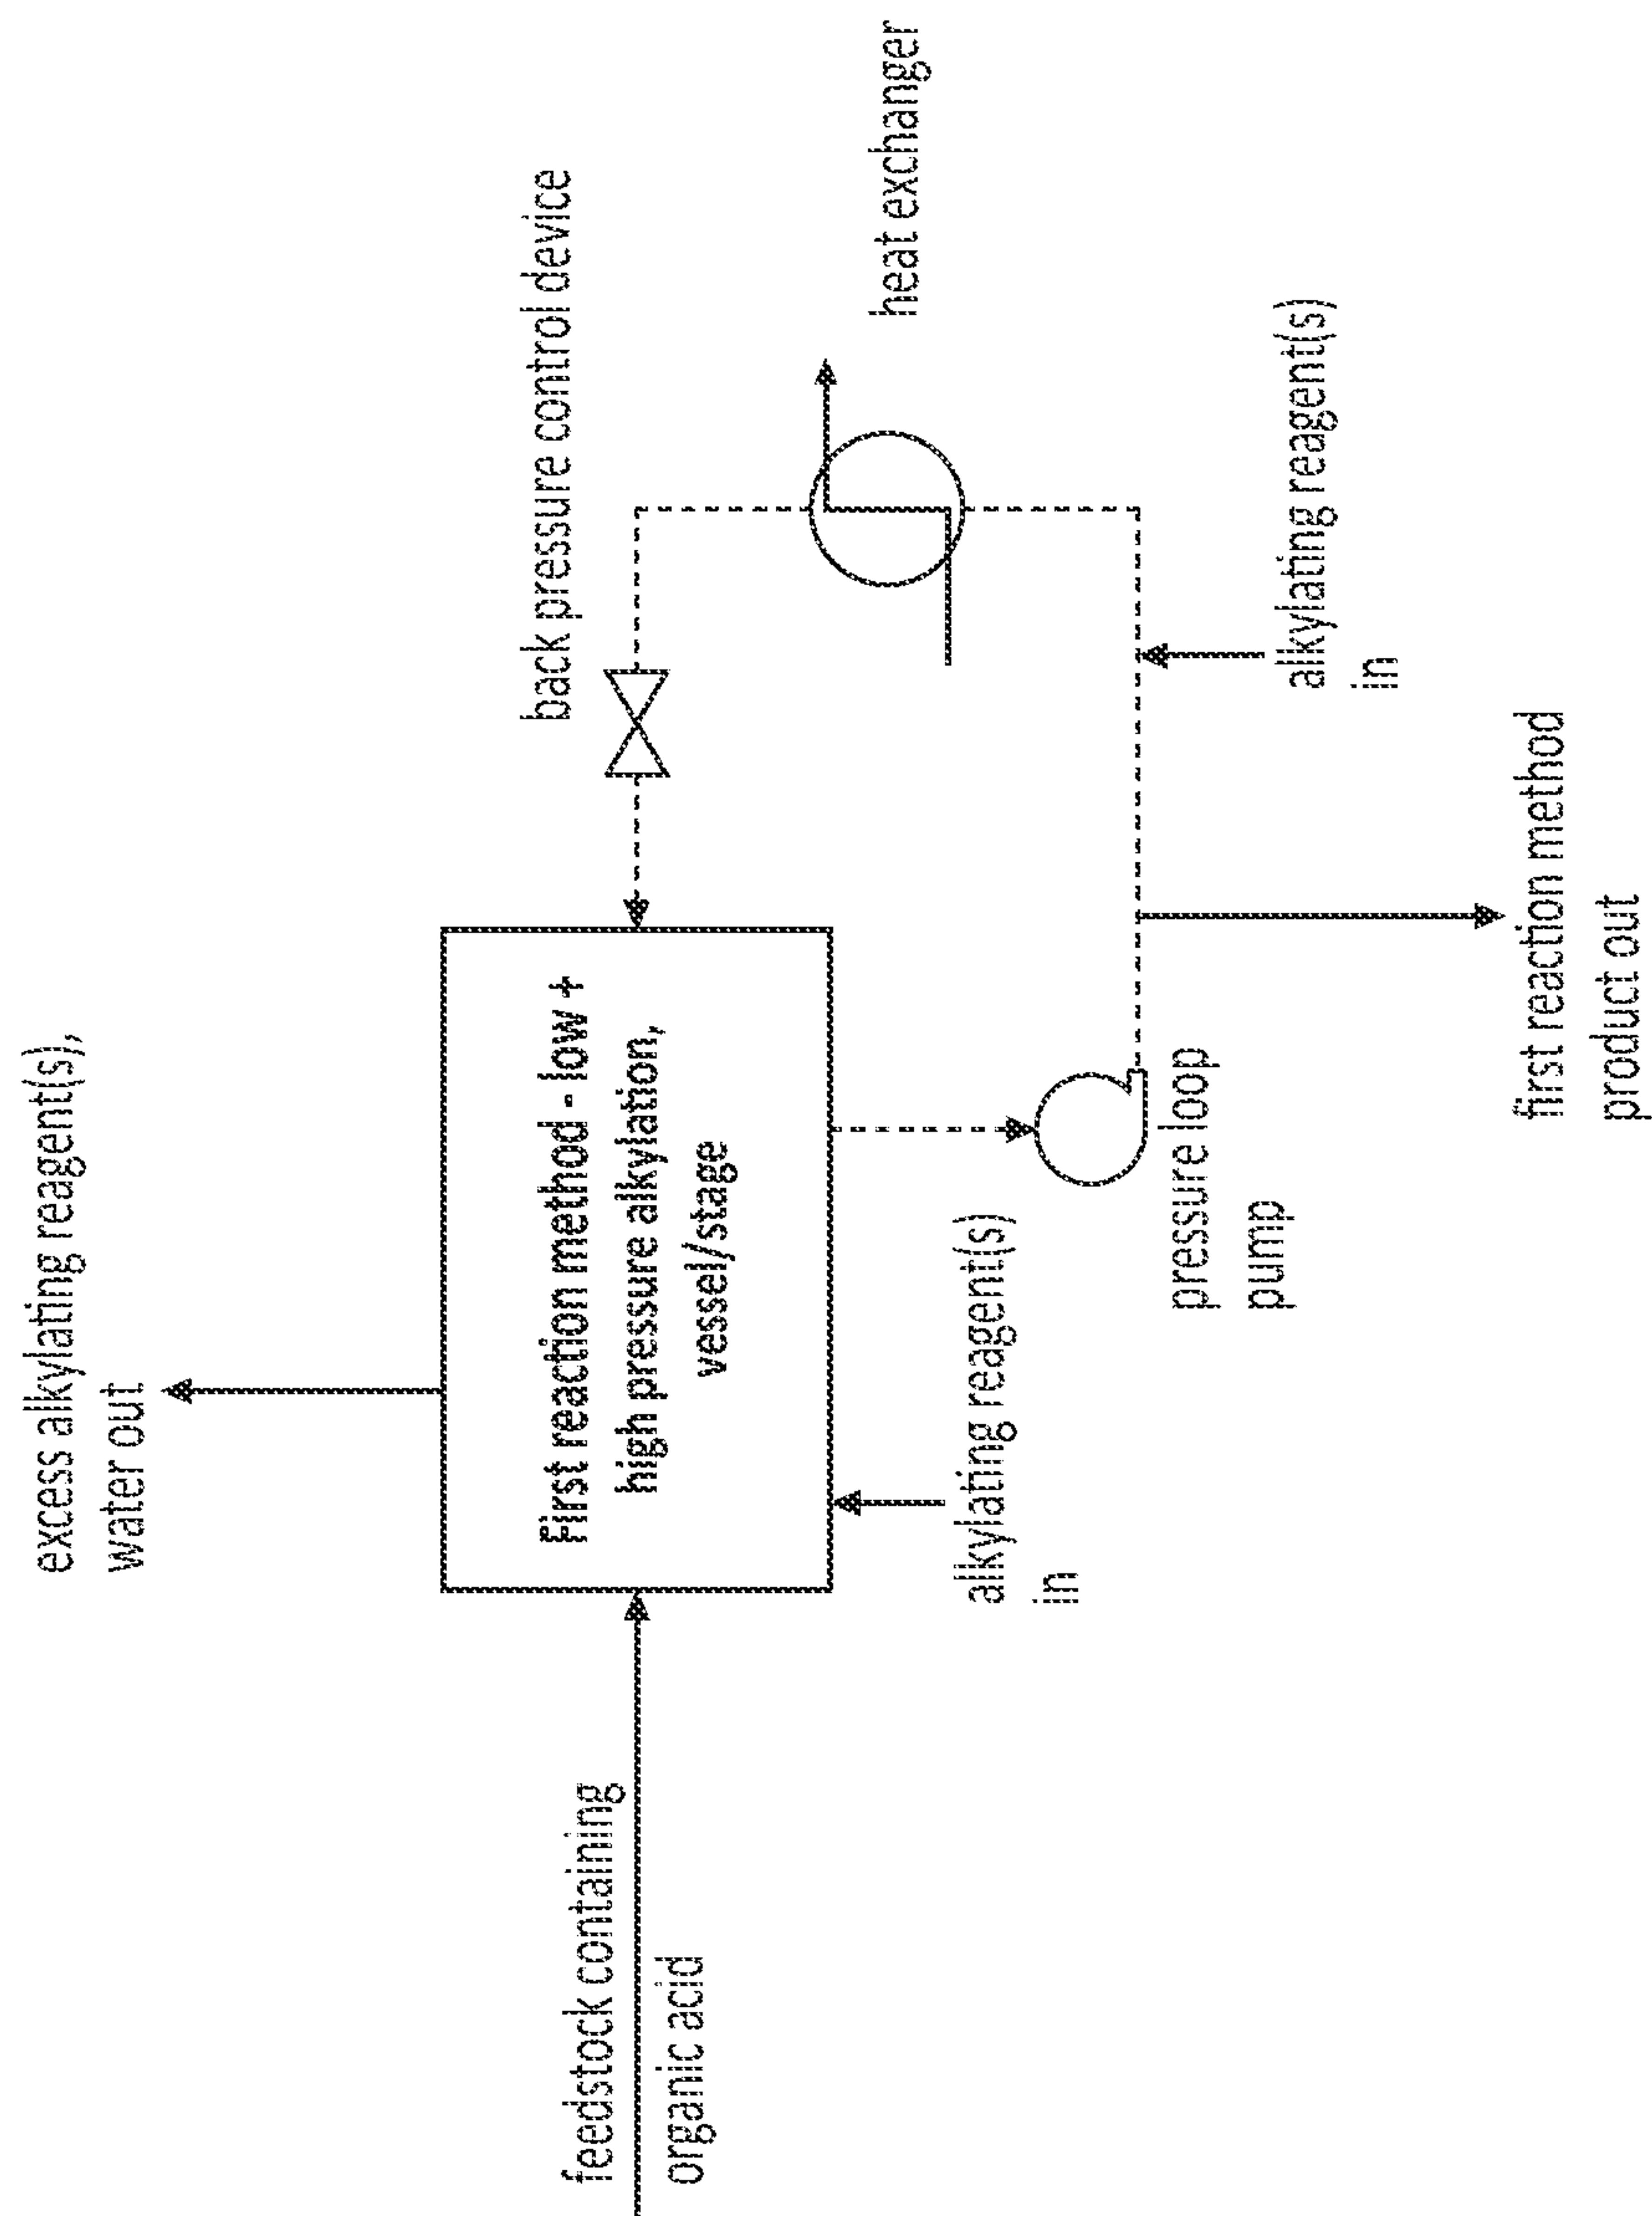 excess alkylating reagent(s),
water out
back pressure control device
First reaction method - low +
high pressure alkylation,
vessel/stage
feedstock containing
organic acid
heat exchanger
alkylating reagent(s)
in
pressure loop
pump
alkylating reagent(s)
in
first reaction method
product out